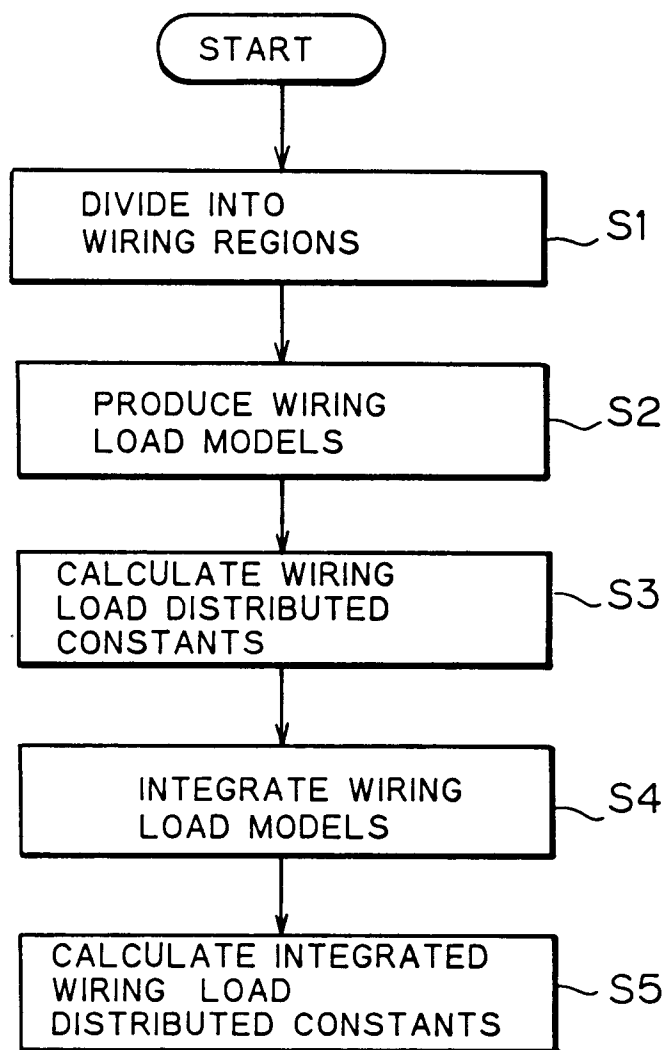 START
DIVIDE INTO
WIRING REGIONS
S1
PRODUCE WIRING
LOAD MODELS
S2
CALCULATE WIRING
LOAD DISTRIBUTED
CONSTANTS
S3
INTEGRATE WIRING
LOAD MODELS
S4
CALCULATE INTEGRATED
WIRING LOAD
DISTRIBUTED CONSTANTS
S5